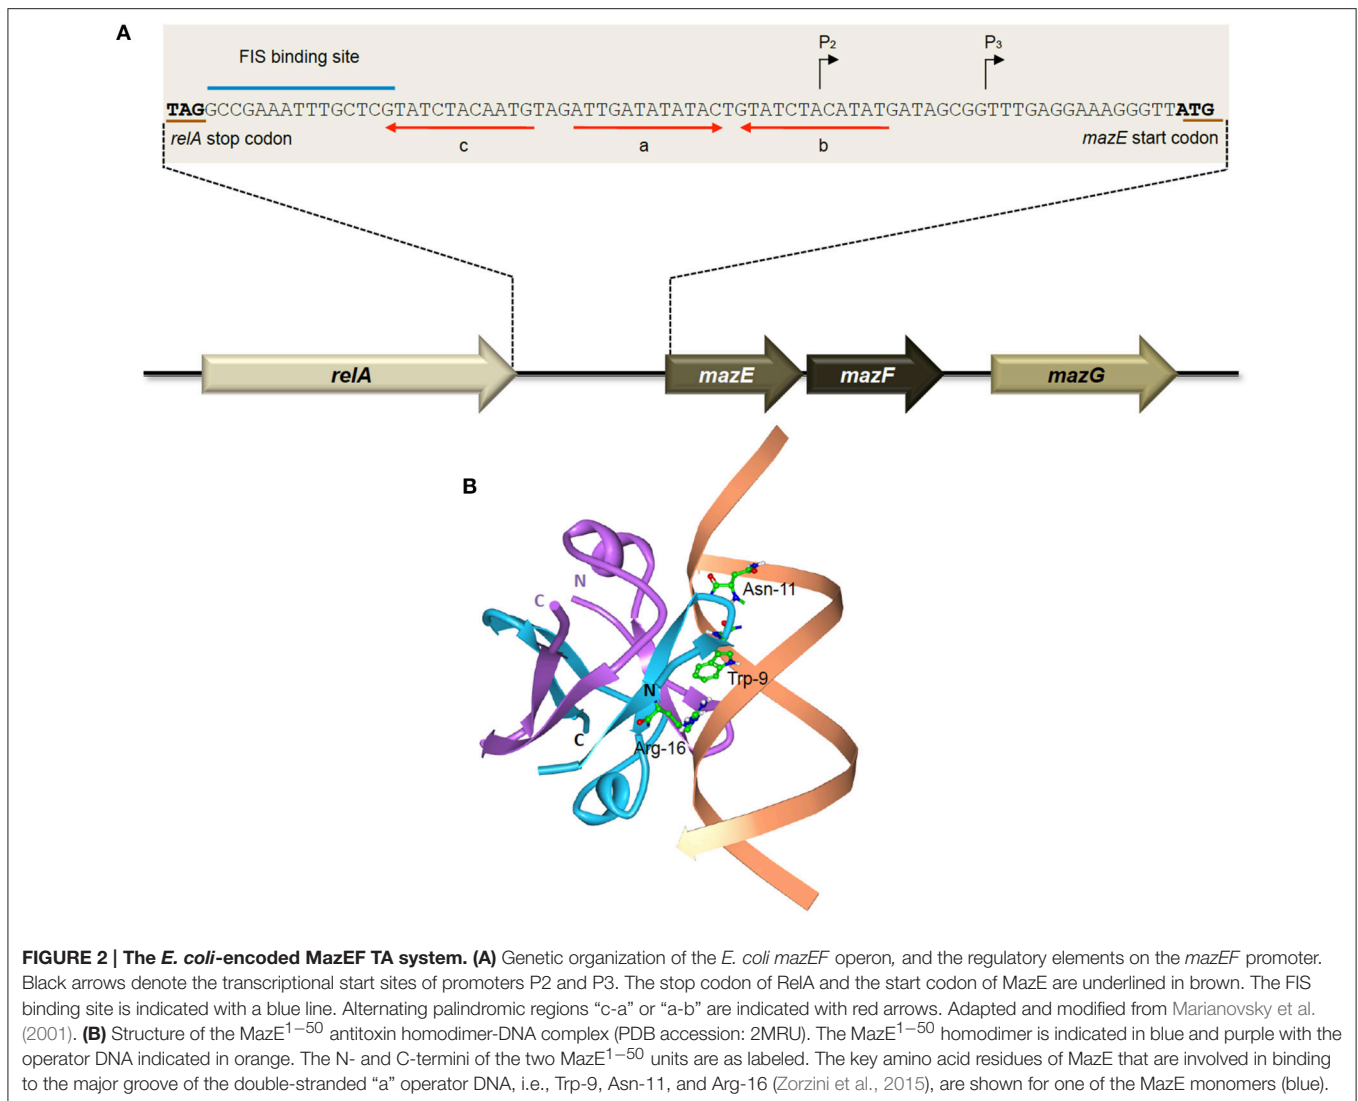 A
FIS binding site
P2
P3
TAGGCCGAAATTTGCTCGTATCTACAATGTAGATTGATATATACTGTATCTACATATGATAGCGGTTTGAGGAAAGGGTTATG
relA stop codon
c
a
b
mazE start codon
relA
mazE
mazF
mazG
B
N
C
Asn-11
Trp-9
N
C
Arg-16
FIGURE 2 | The E. coli-encoded MazEF TA system. (A) Genetic organization of the E. coli mazEF operon, and the regulatory elements on the mazEF promoter.
Black arrows denote the transcriptional start sites of promoters P2 and P3. The stop codon of RelA and the start codon of MazE are underlined in brown. The FIS
binding site is indicated with a blue line. Alternating palindromic regions “c-a” or “a-b” are indicated with red arrows. Adapted and modified from Marianovsky et al.
(2001). (B) Structure of the MazE1−50 antitoxin homodimer-DNA complex (PDB accession: 2MRU). The MazE1−50 homodimer is indicated in blue and purple with the
operator DNA indicated in orange. The N- and C-termini of the two MazE1−50 units are as labeled. The key amino acid residues of MazE that are involved in binding
to the major groove of the double-stranded “a” operator DNA, i.e., Trp-9, Asn-11, and Arg-16 (Zorzini et al., 2015), are shown for one of the MazE monomers (blue).